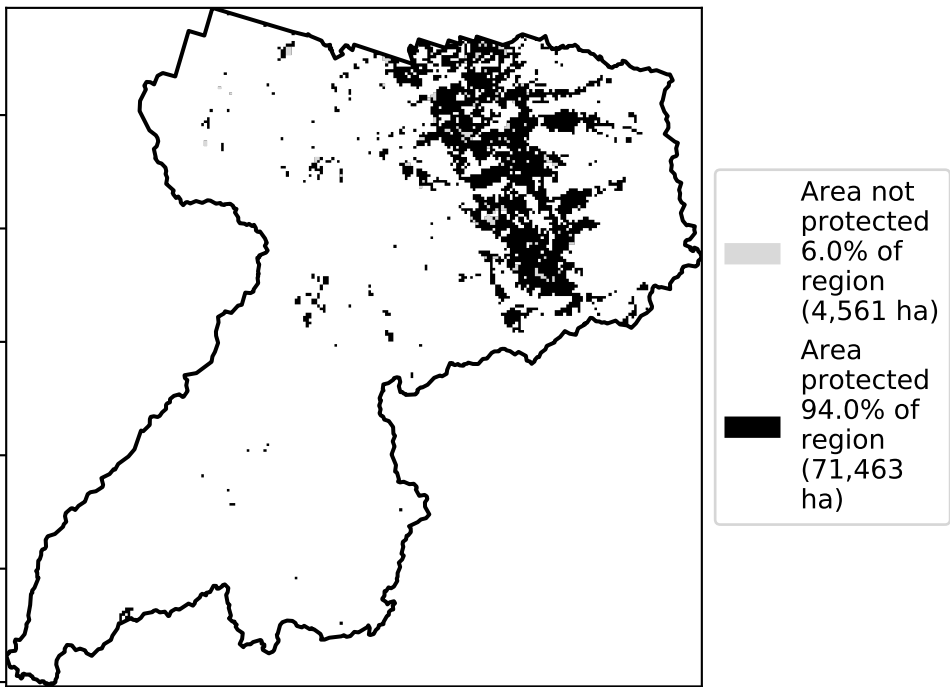 Area not
protected
6.0% of
region
(4,561 ha)
Area
protected
94.0% of
region
(71,463
ha)